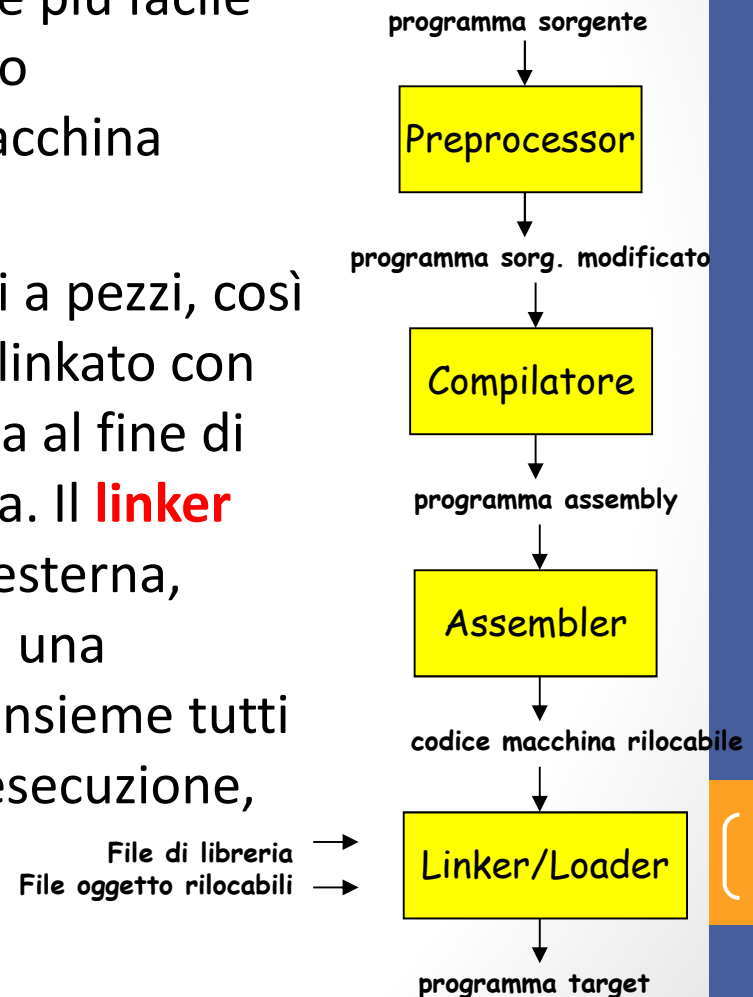 e più facile
o
acchina
i a pezzi, così
linkato con
a al fine di
a. Il linker
esterna,
una
nsieme tutti
esecuzione,
programma sorgente
Preprocessor
programma sorg. modificato
Compilatore
programma assembly
Assembler
codice macchina rilocabile
File di libreria
File oggetto rilocabili
Linker/Loader
programma target